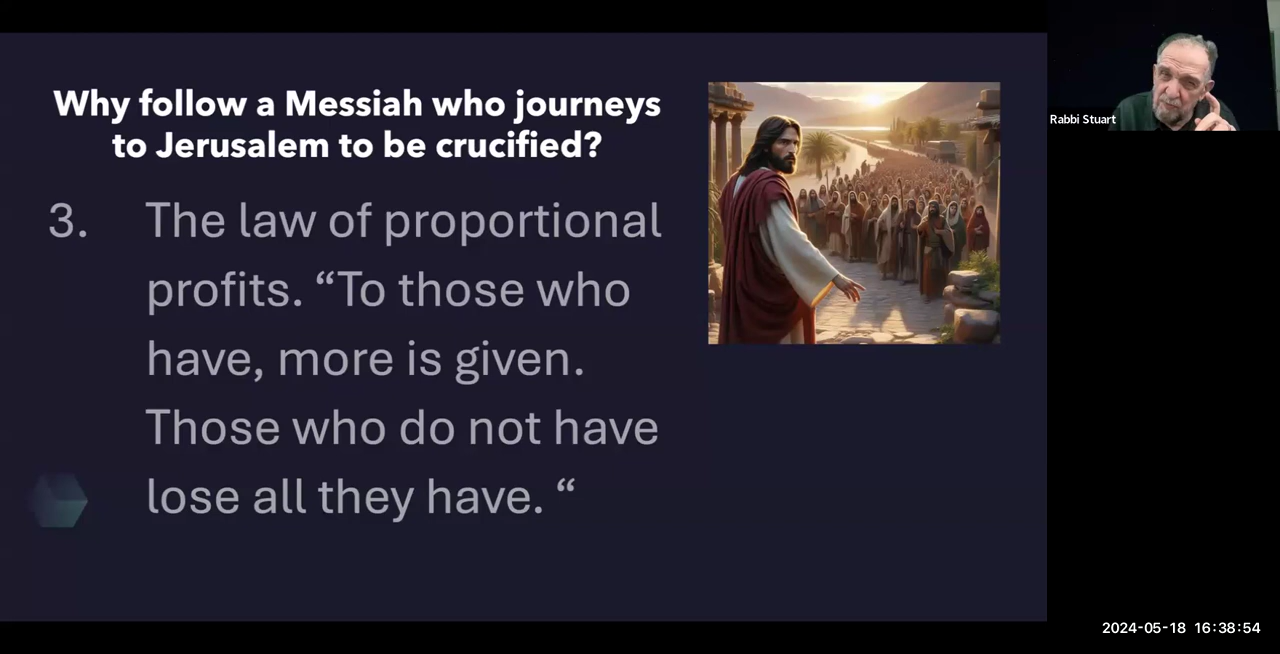 Why follow a Messiah who journeys
to Jerusalem to be crucified?
3. The law of proportional
profits. “To those who
have, more is given.
Those who do not have
lose all they have. “
Rabbi Stuart
2024-05-18 16:38:54